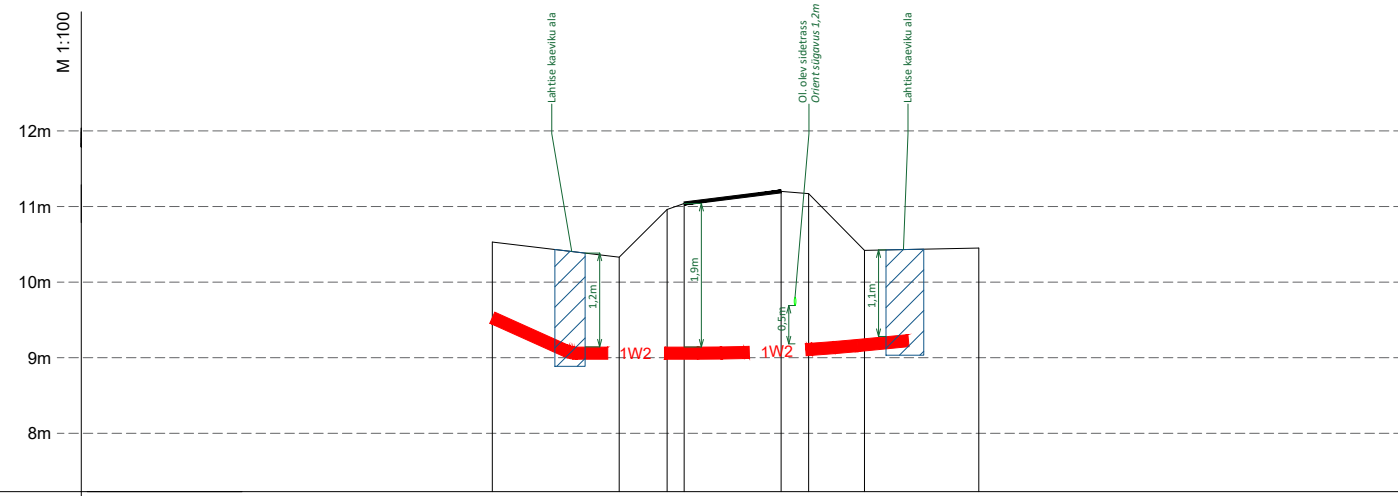 M 1:100
Lahtise kaeviku ala
Ol. olev sidetrass
Orient sügavus 1,2m
Lahtise kaeviku ala
12m
11m
10m
9m
8m
1,2m
1,9m
0,5m
1,1m
1W2
1W2